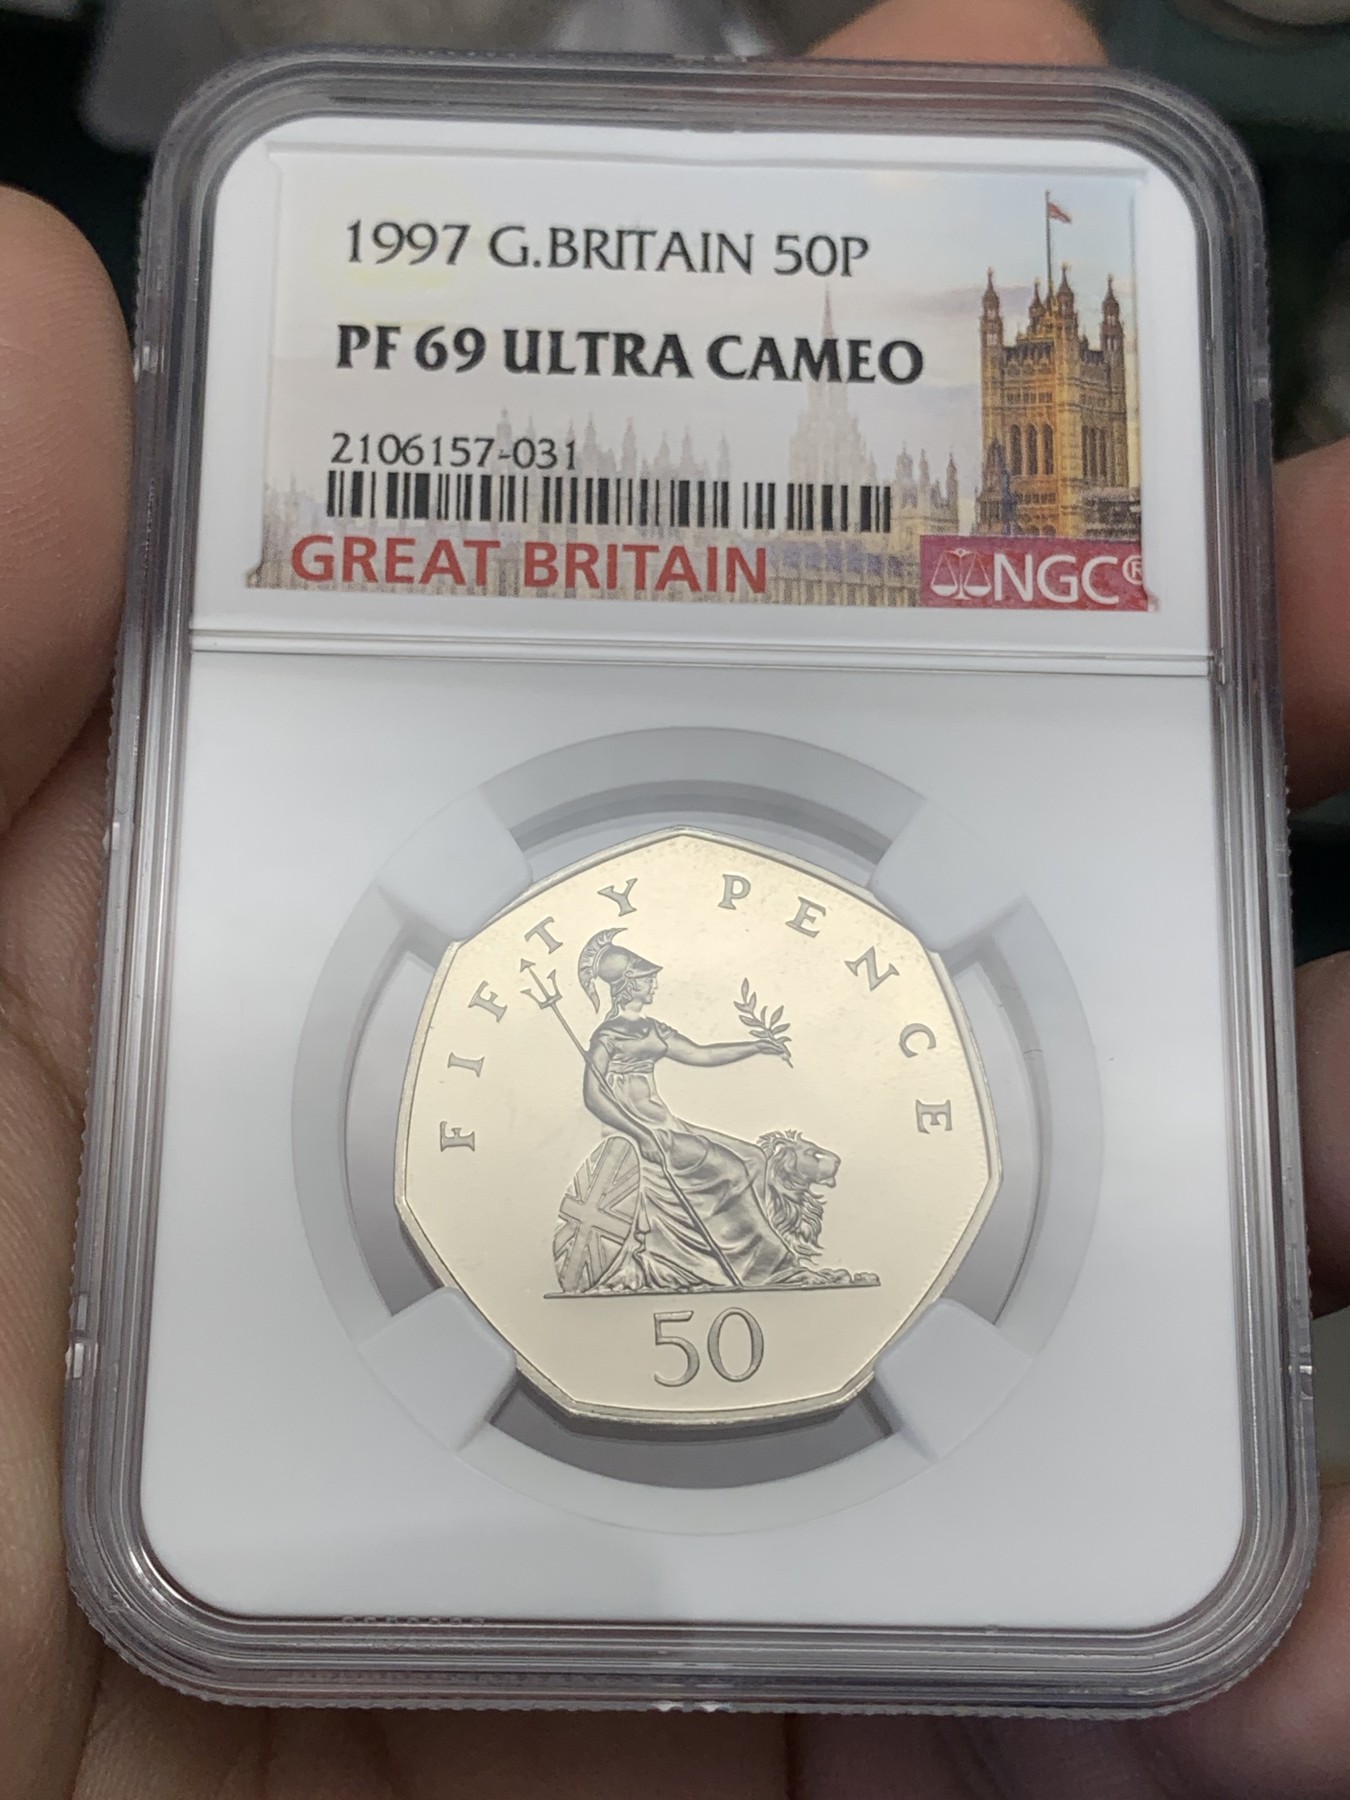 1997 G.BRITAIN 50P
PF 69 ULTRA CAMEO
2106157-031
GREAT BRITAIN
NGC®
FIFTY PENCE
50